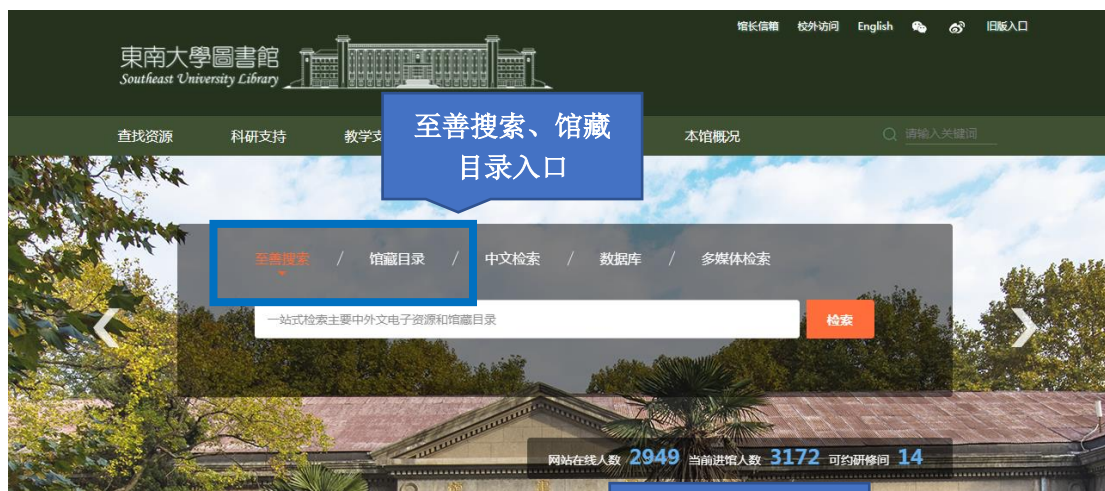 馆长信箱 校外访问 English 旧版入口
東南大學圖書館
Southeast University Library
查找资源 科研支持 教学支 本馆概况 请输入关键词
至善搜索、馆藏
目录入口
至善搜索 / 馆藏目录 / 中文检索 / 数据库 / 多媒体检索
一站式检索主要中外文电子资源和馆藏目录 检索
网站在线人数 2949 当前进馆人数 3172 可约研修间 14